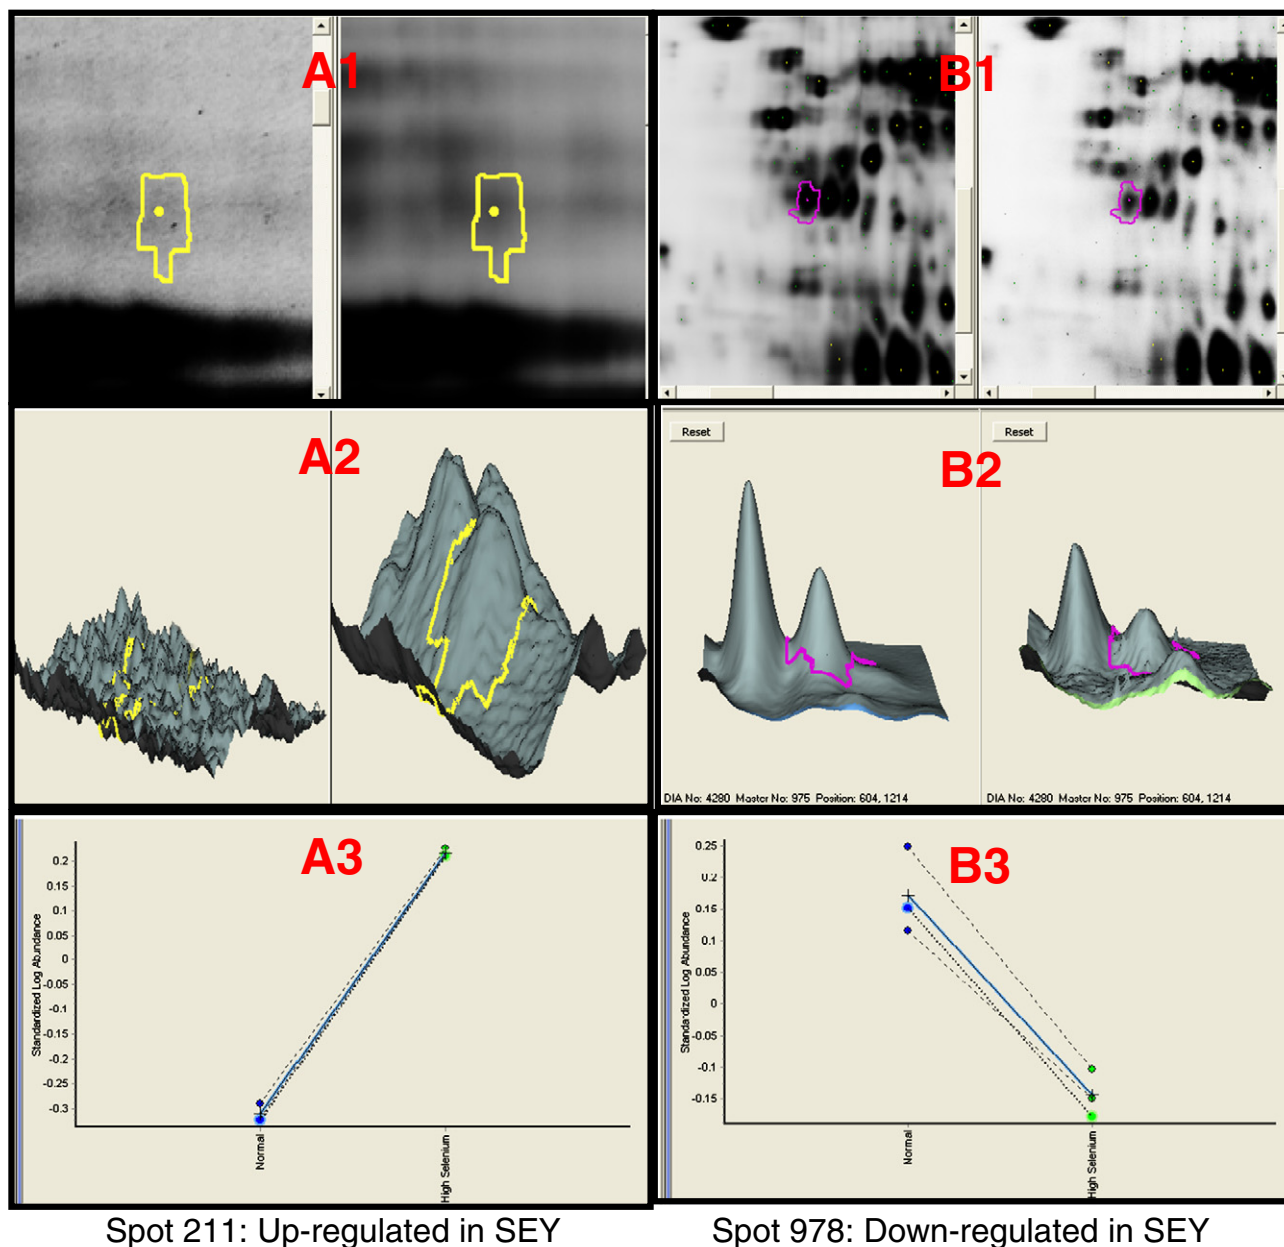 A1
B1
A2
Reset
Reset
B2
DIA No: 4280 Master No: 975 Position: 604, 1214
DIA No: 4280 Master No: 975 Position: 604, 1214
A3
Standardized Log Abundance
0.2
0.15
0.1
0.05
0
-0.05
-0.1
-0.15
-0.2
-0.25
-0.3
Normal
High Selenium
B3
Standardized Log Abundance
0.25
0.2
0.15
0.1
0.05
0
-0.05
-0.1
-0.15
Normal
High Selenium
Spot 211: Up-regulated in SEY
Spot 978: Down-regulated in SEY